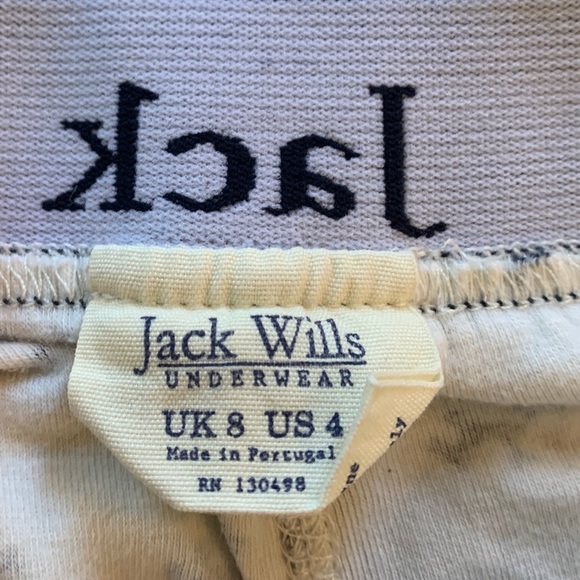 Jack
Jack Wills
UNDERWEAR
UK 8 US 4
Made in Portugal
RN 130498